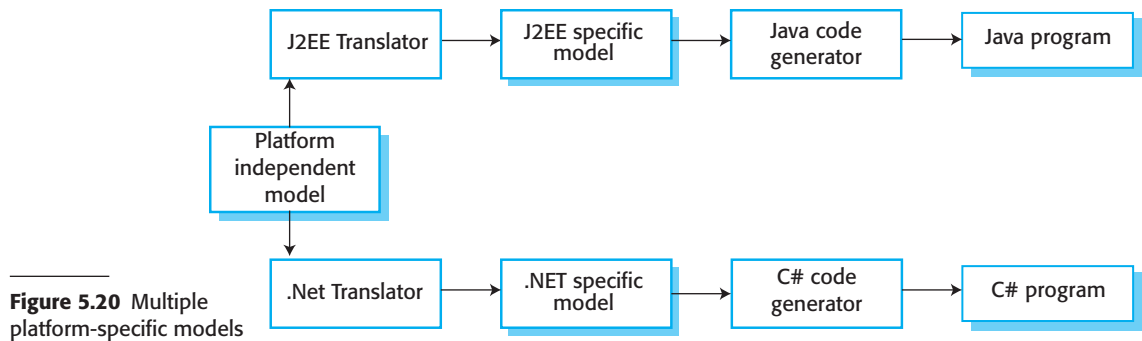 J2EE Translator
J2EE specific
model
Java code
generator
Java program
Platform
independent
model
.Net Translator
.NET specific
model
C# code
generator
C# program
Figure 5.20 Multiple
platform-specific models